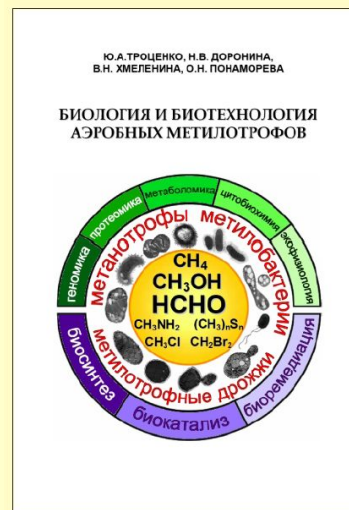 Ю.А.ТРОЦЕНКО, Н.В. ДОРОНИНА,
В.Н. ХМЕЛЕНИНА, О.Н. ПОНАМОРЕВА
БИОЛОГИЯ И БИОТЕХНОЛОГИЯ
АЭРОБНЫХ МЕТИЛОТРОФОВ
геномика
протеомика
метаболомика
цитобиохимия
экофизиология
метанотрофы метилобактерии
CH₄
CH₃OH
HCHO
CH₃NH₂ (CH₃)ₙSₙ
CH₃Cl CH₂Br₂
метилотрофные дрожжи
биосинтез
биокатализ
биоремедиация